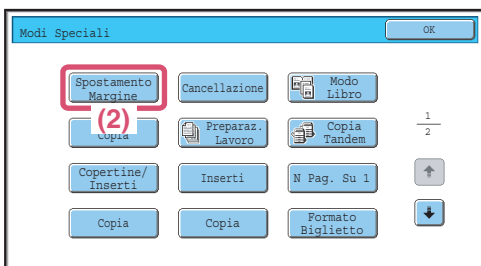 Modi Speciali
OK
Spostamento
Margine
Cancellazione
Modo
Libro
(2)
Copia
Preparaz.
Lavoro
Copia
Tandem
1
2
Copertine/
Inserti
Inserti
N Pag. Su 1
Copia
Copia
Formato
Biglietto